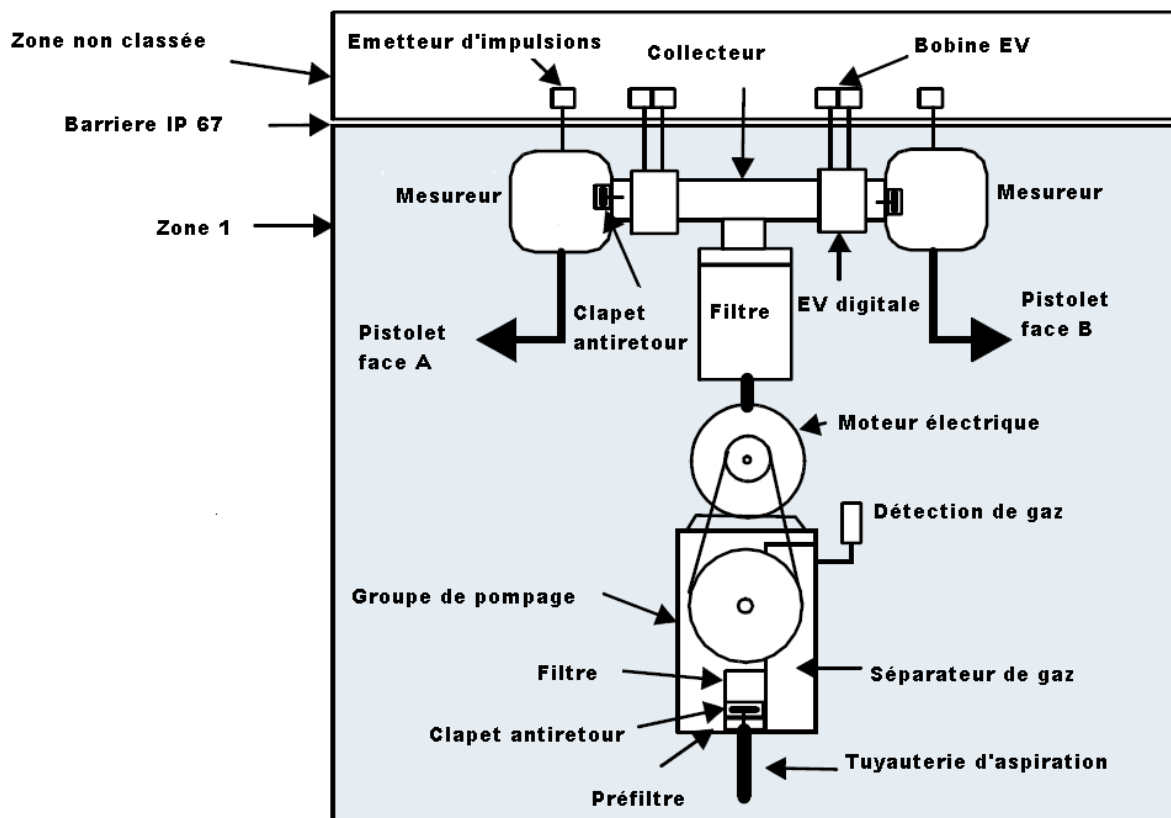 Zone non classée
Emetteur d'impulsions
Collecteur
Bobine EV
Barriere IP 67
Mesureur
Mesureur
Zone 1
Clapet
antiretour
Filtre
EV digitale
Pistolet
face B
Pistolet
face A
Moteur électrique
Détection de gaz
Groupe de pompage
Filtre
Séparateur de gaz
Clapet antiretour
Tuyauterie d'aspiration
Préfiltre